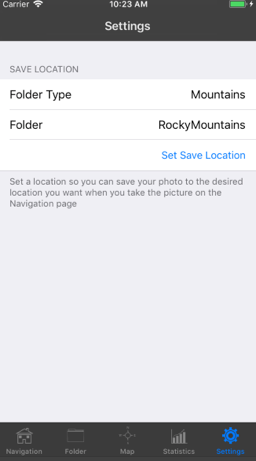 Carrier 10:23 AM
Settings
SAVE LOCATION
Folder Type Mountains
Folder RockyMountains
Set Save Location
Set a location so you can save your photo to the desired
location you want when you take the picture on the
Navigation page
Navigation Folder Map Statistics Settings